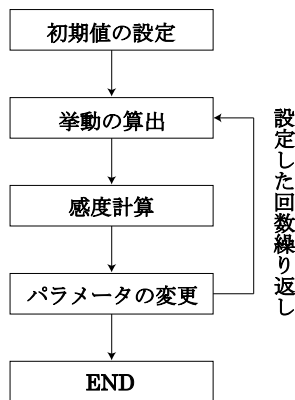 初期値の設定
挙動の算出
感度計算
パラメータの変更
END
設定した回数繰り返し